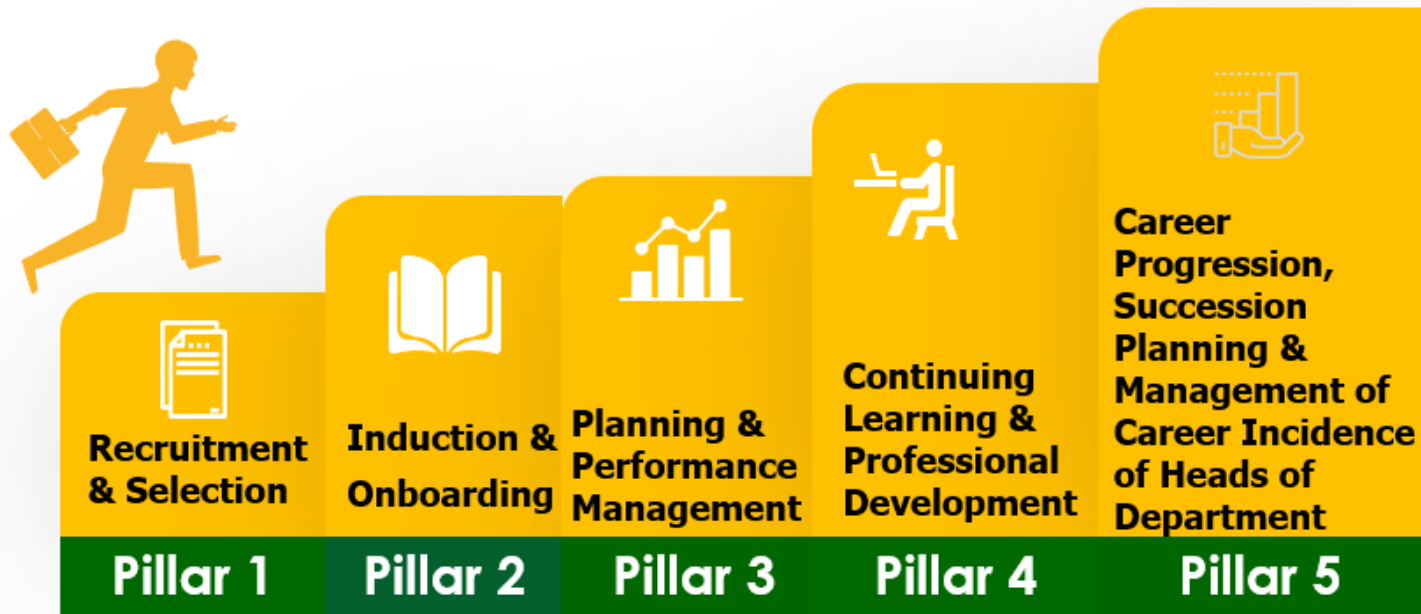 Recruitment
& Selection
Pillar 1
Induction &
Onboarding
Pillar 2
Planning &
Performance
Management
Pillar 3
Continuing
Learning &
Professional
Development
Pillar 4
Career
Progression,
Succession
Planning &
Management of
Career Incidence
of Heads of
Department
Pillar 5